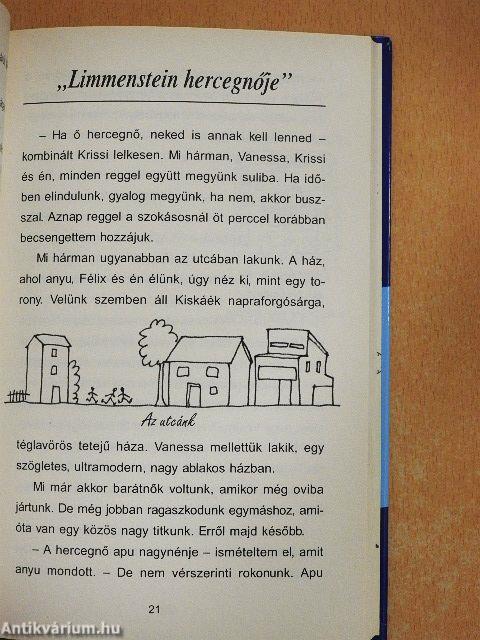 „Limmenstein hercegnője”
– Ha ő hercegnő, neked is annak kell lenned –
kombinált Krissi lelkesen. Mi hárman, Vanessa, Krissi
és én, minden reggel együtt megyünk suliba. Ha idő-
ben elindulunk, gyalog megyünk, ha nem, akkor busz-
szal. Aznap reggel a szokásosnál öt perccel korábban
becsengettem hozzájuk.
Mi hárman ugyanabban az utcában lakunk. A ház,
ahol anyu, Félix és én élünk, úgy néz ki, mint egy to-
rony. Velünk szemben áll Kiskáék napraforgósárga,
Az utcánk
téglavörös tetejű háza. Vanessa mellettük lakik, egy
szögletes, ultramodern, nagy ablakos házban.
Mi már akkor barátnők voltunk, amikor még oviba
jártunk. De még jobban ragaszkodunk egymáshoz, ami-
óta van egy közös nagy titkunk. Erről majd később.
– A hercegnő apu nagynénje – ismételtem el, amit
anyu mondott. – De nem vérszerinti rokonunk. Apu
21
Antikvárium.hu